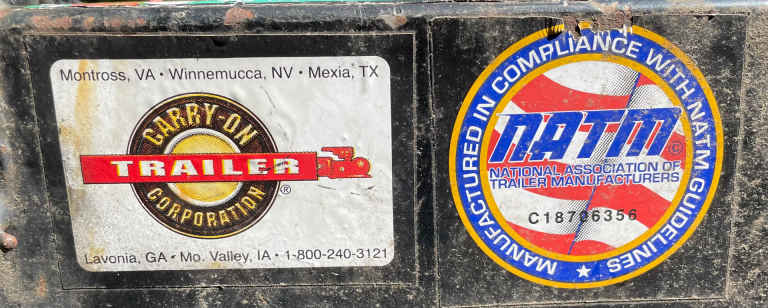 Montross, VA • Winnemucca, NV • Mexia, TX
CARRY-ON
TRAILER
CORPORATION
®
Lavonia, GA • Mo. Valley, IA • 1-800-240-3121
MANUFACTURED IN COMPLIANCE WITH NATM GUIDELINES
NATM©
NATIONAL ASSOCIATION OF
TRAILER MANUFACTURERS
C18726356